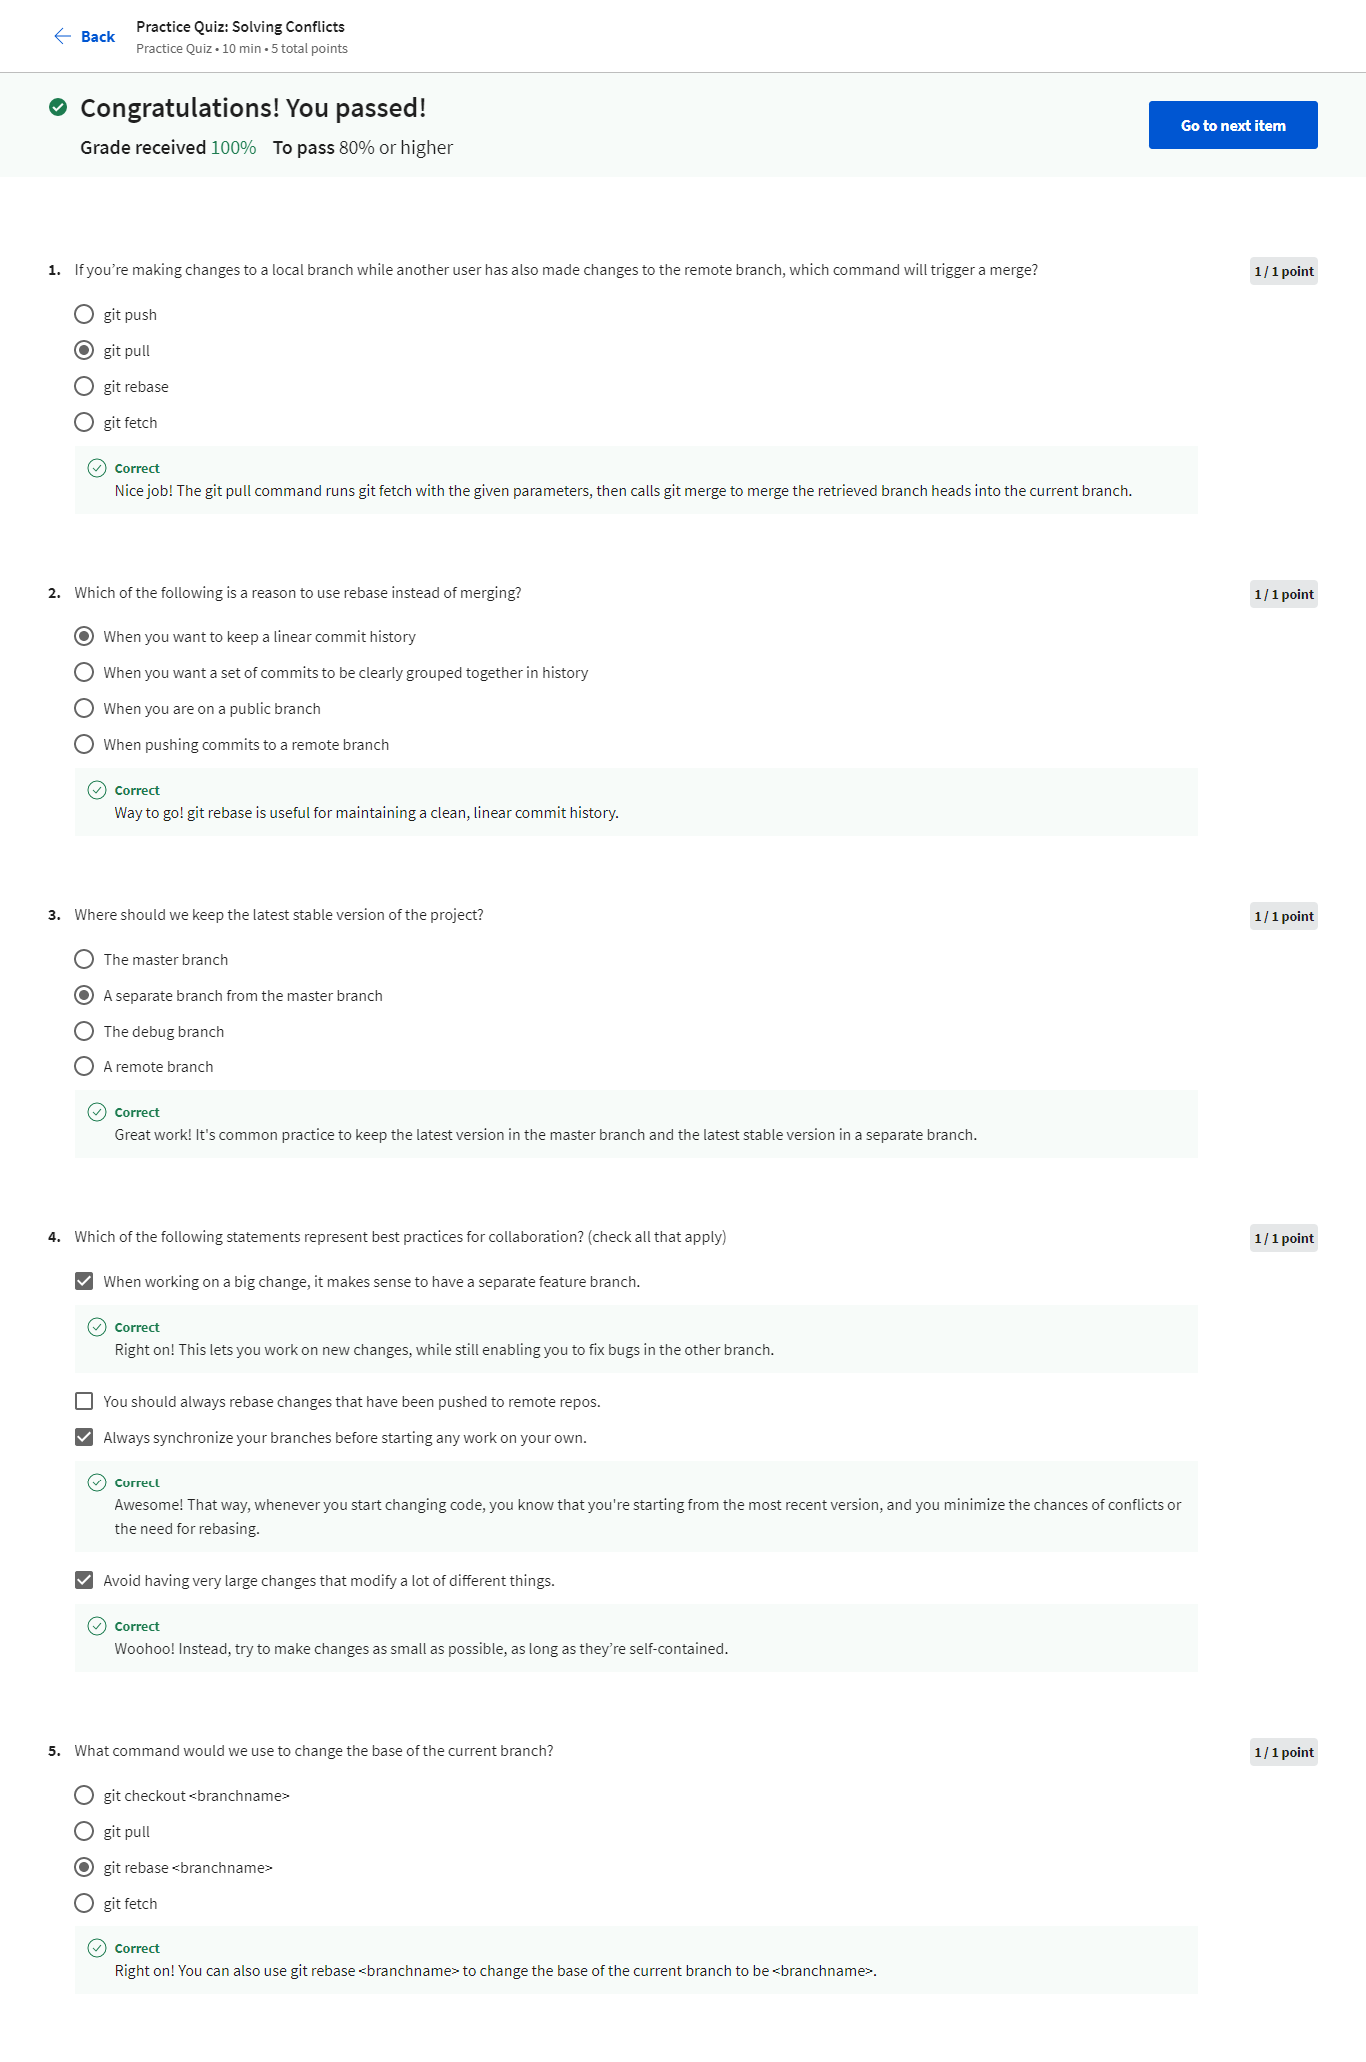 Back
Practice Quiz: Solving Conflicts
Practice Quiz • 10 min • 5 total points
Congratulations! You passed!
Grade received 100% To pass 80% or higher
Go to next item
1. If you’re making changes to a local branch while another user has also made changes to the remote branch, which command will trigger a merge?
1 / 1 point
git push
git pull
git rebase
git fetch
Correct
Nice job! The git pull command runs git fetch with the given parameters, then calls git merge to merge the retrieved branch heads into the current branch.
2. Which of the following is a reason to use rebase instead of merging?
1 / 1 point
When you want to keep a linear commit history
When you want a set of commits to be clearly grouped together in history
When you are on a public branch
When pushing commits to a remote branch
Correct
Way to go! git rebase is useful for maintaining a clean, linear commit history.
3. Where should we keep the latest stable version of the project?
1 / 1 point
The master branch
A separate branch from the master branch
The debug branch
A remote branch
Correct
Great work! It's common practice to keep the latest version in the master branch and the latest stable version in a separate branch.
4. Which of the following statements represent best practices for collaboration? (check all that apply)
1 / 1 point
When working on a big change, it makes sense to have a separate feature branch.
Correct
Right on! This lets you work on new changes, while still enabling you to fix bugs in the other branch.
You should always rebase changes that have been pushed to remote repos.
Always synchronize your branches before starting any work on your own.
Correct
Awesome! That way, whenever you start changing code, you know that you're starting from the most recent version, and you minimize the chances of conflicts or
the need for rebasing.
Avoid having very large changes that modify a lot of different things.
Correct
Woohoo! Instead, try to make changes as small as possible, as long as they’re self-contained.
5. What command would we use to change the base of the current branch?
1 / 1 point
git checkout <branchname>
git pull
git rebase <branchname>
git fetch
Correct
Right on! You can also use git rebase <branchname> to change the base of the current branch to be <branchname>.